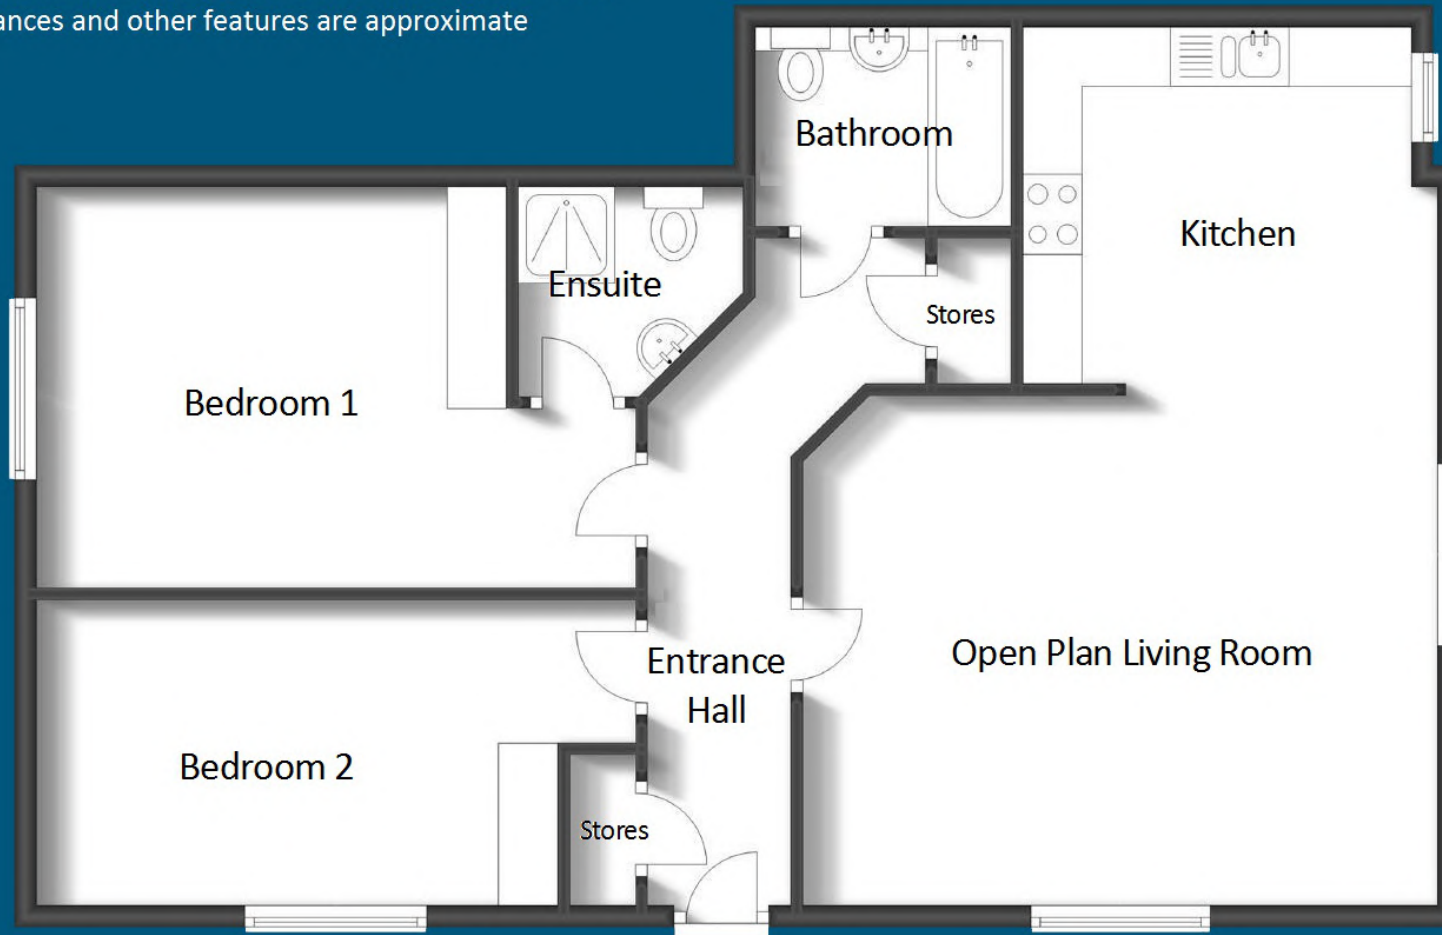 ances and other features are approximate
Bathroom
Kitchen
Ensuite
Stores
Bedroom 1
Entrance
Hall
Open Plan Living Room
Bedroom 2
Stores